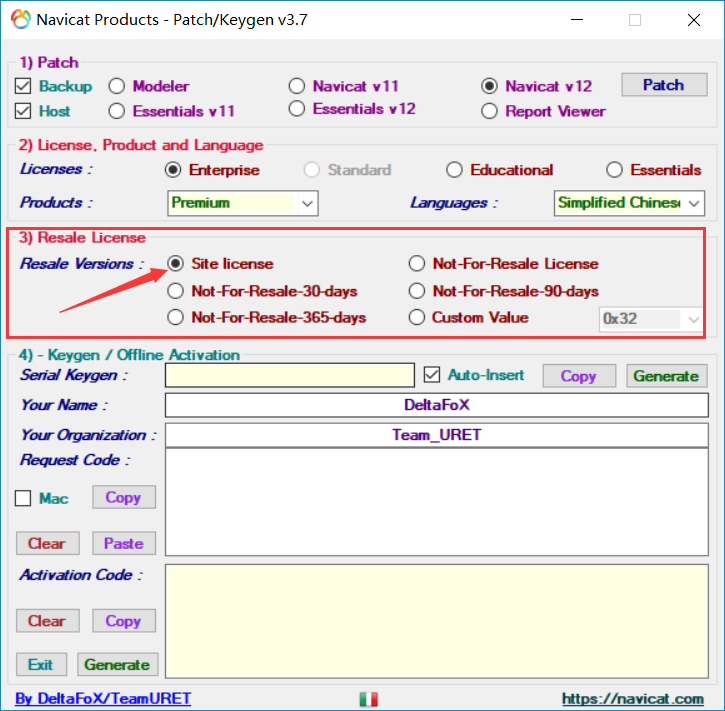 Navicat Products - Patch/Keygen v3.7
1) Patch
Backup Modeler Navicat v11 Navicat v12 Patch
Host Essentials v11 Essentials v12 Report Viewer
2) License, Product and Language
Licenses : Enterprise Standard Educational Essentials
Products : Premium Languages : Simplified Chines
3) Resale License
Resale Versions : Site license Not-For-Resale License
Not-For-Resale-30-days Not-For-Resale-90-days
Not-For-Resale-365-days Custom Value 0x32
4) - Keygen / Offline Activation
Serial Keygen : Auto-Insert Copy Generate
Your Name : DeltaFoX
Your Organization : Team_URET
Request Code :
Mac Copy
Clear Paste
Activation Code :
Clear Copy
Exit Generate
By DeltaFoX/TeamURET https://navicat.com